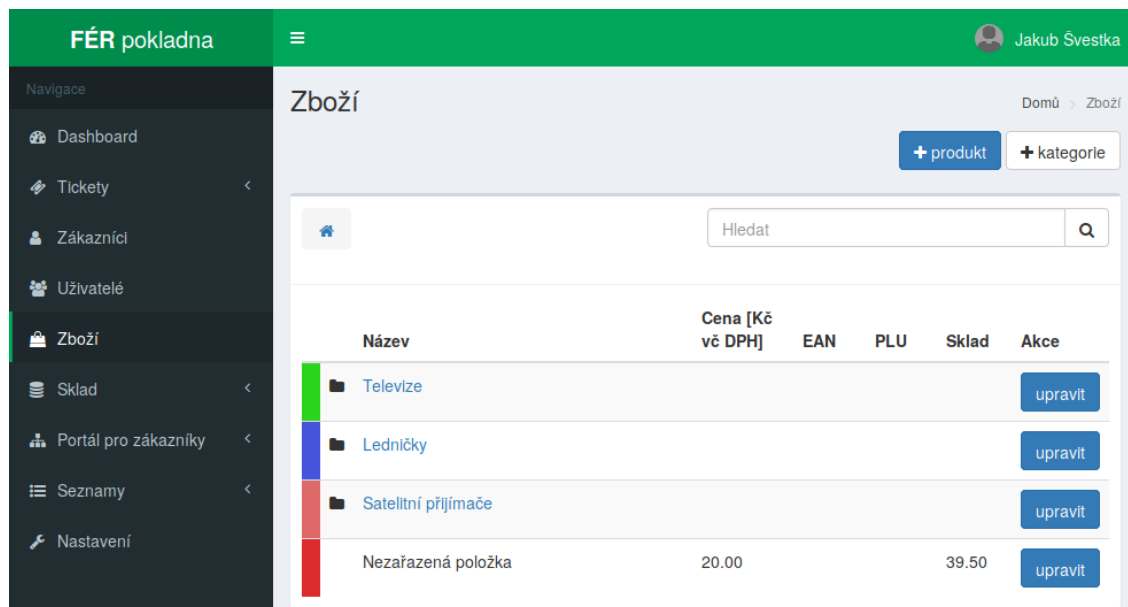 FÉR pokladna
Jakub Švestka
Navigace
Dashboard
Tickety
Zákazníci
Uživatelé
Zboží
Sklad
Portál pro zákazníky
Seznamy
Nastavení
Zboží
Domů > Zboží
+ produkt
+ kategorie
Hledat
Název Cena [Kč vč DPH] EAN PLU Sklad Akce
Televize upravit
Ledničky upravit
Satelitní přijímače upravit
Nezařazená položka 20.00 39.50 upravit